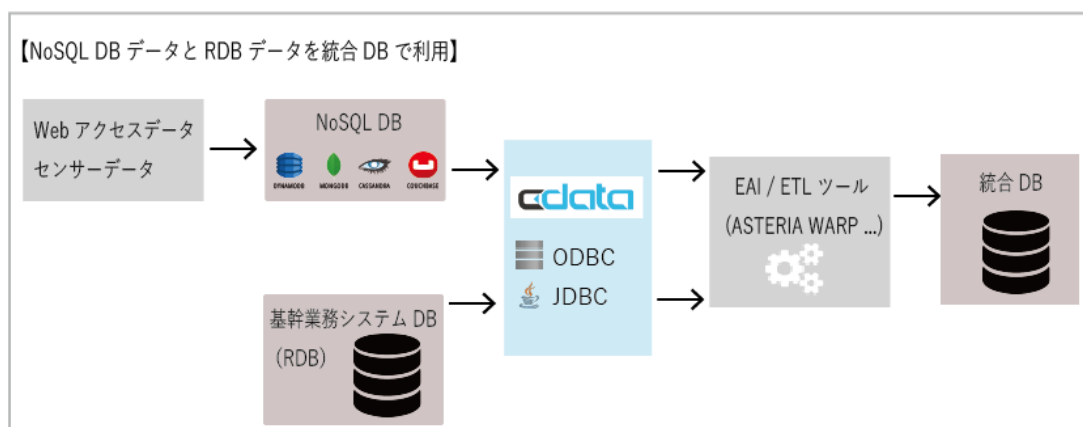 【NoSQL DB データと RDB データを統合 DB で利用】
Web アクセスデータ
センサーデータ
NoSQL DB
DYNAMODB
MONGODB
CASSANDRA
COUCHBASE
cdata
ODBC
JDBC
基幹業務システム DB
(RDB)
EAI / ETL ツール
(ASTERIA WARP ...)
統合 DB